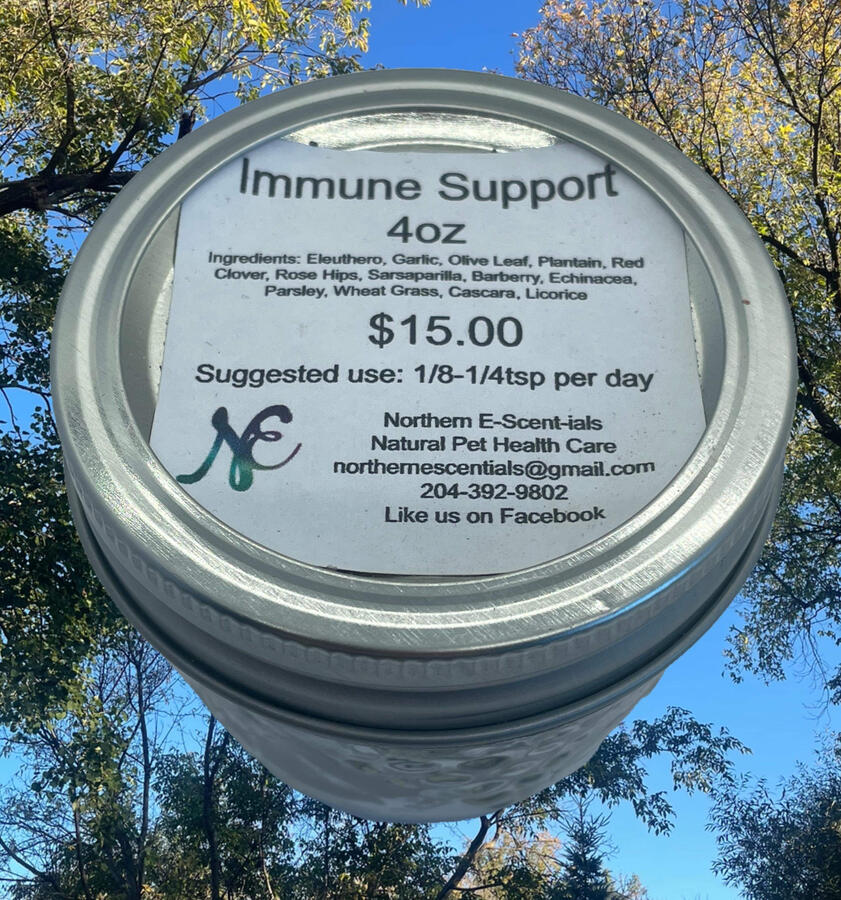 Immune Support
4oz
Ingredients: Eleuthero, Garlic, Olive Leaf, Plantain, Red
Clover, Rose Hips, Sarsaparilla, Barberry, Echinacea,
Parsley, Wheat Grass, Cascara, Licorice
$15.00
Suggested use: 1/8-1/4tsp per day
NE
Northern E-Scent-ials
Natural Pet Health Care
northernescentials@gmail.com
204-392-9802
Like us on Facebook